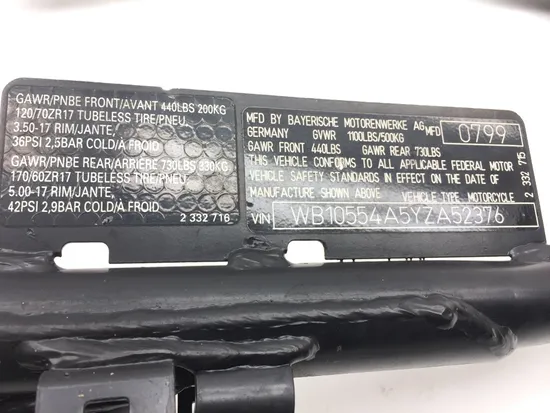 GAWR/PNBE FRONT/AVANT 440LBS 200KG
120/70ZR17 TUBELESS TIRE/PNEU.
3.50-17 RIM/JANTE,
36PSI 2,5BAR COLD/À FROID
GAWR/PNBE REAR/ARRIÈRE 730LBS 330KG
170/60ZR17 TUBELESS TIRE/PNEU.
5.00-17 RIM/JANTE,
42PSI 2,9BAR COLD/À FROID
2 332 716
MFD BY BAYERISCHE MOTORENWERKE AG
GERMANY GVWR 1100LBS/500KG MFD 0799
GAWR FRONT 440LBS GAWR REAR 730LBS
THIS VEHICLE CONFORMS TO ALL APPLICABLE FEDERAL MOTOR
VEHICLE SAFETY STANDARDS IN EFFECT ON THE DATE OF
MANUFACTURE SHOWN ABOVE. VEHICLE TYPE: MOTORCYCLE
VIN WB10554A5YZA52376
2 332 715